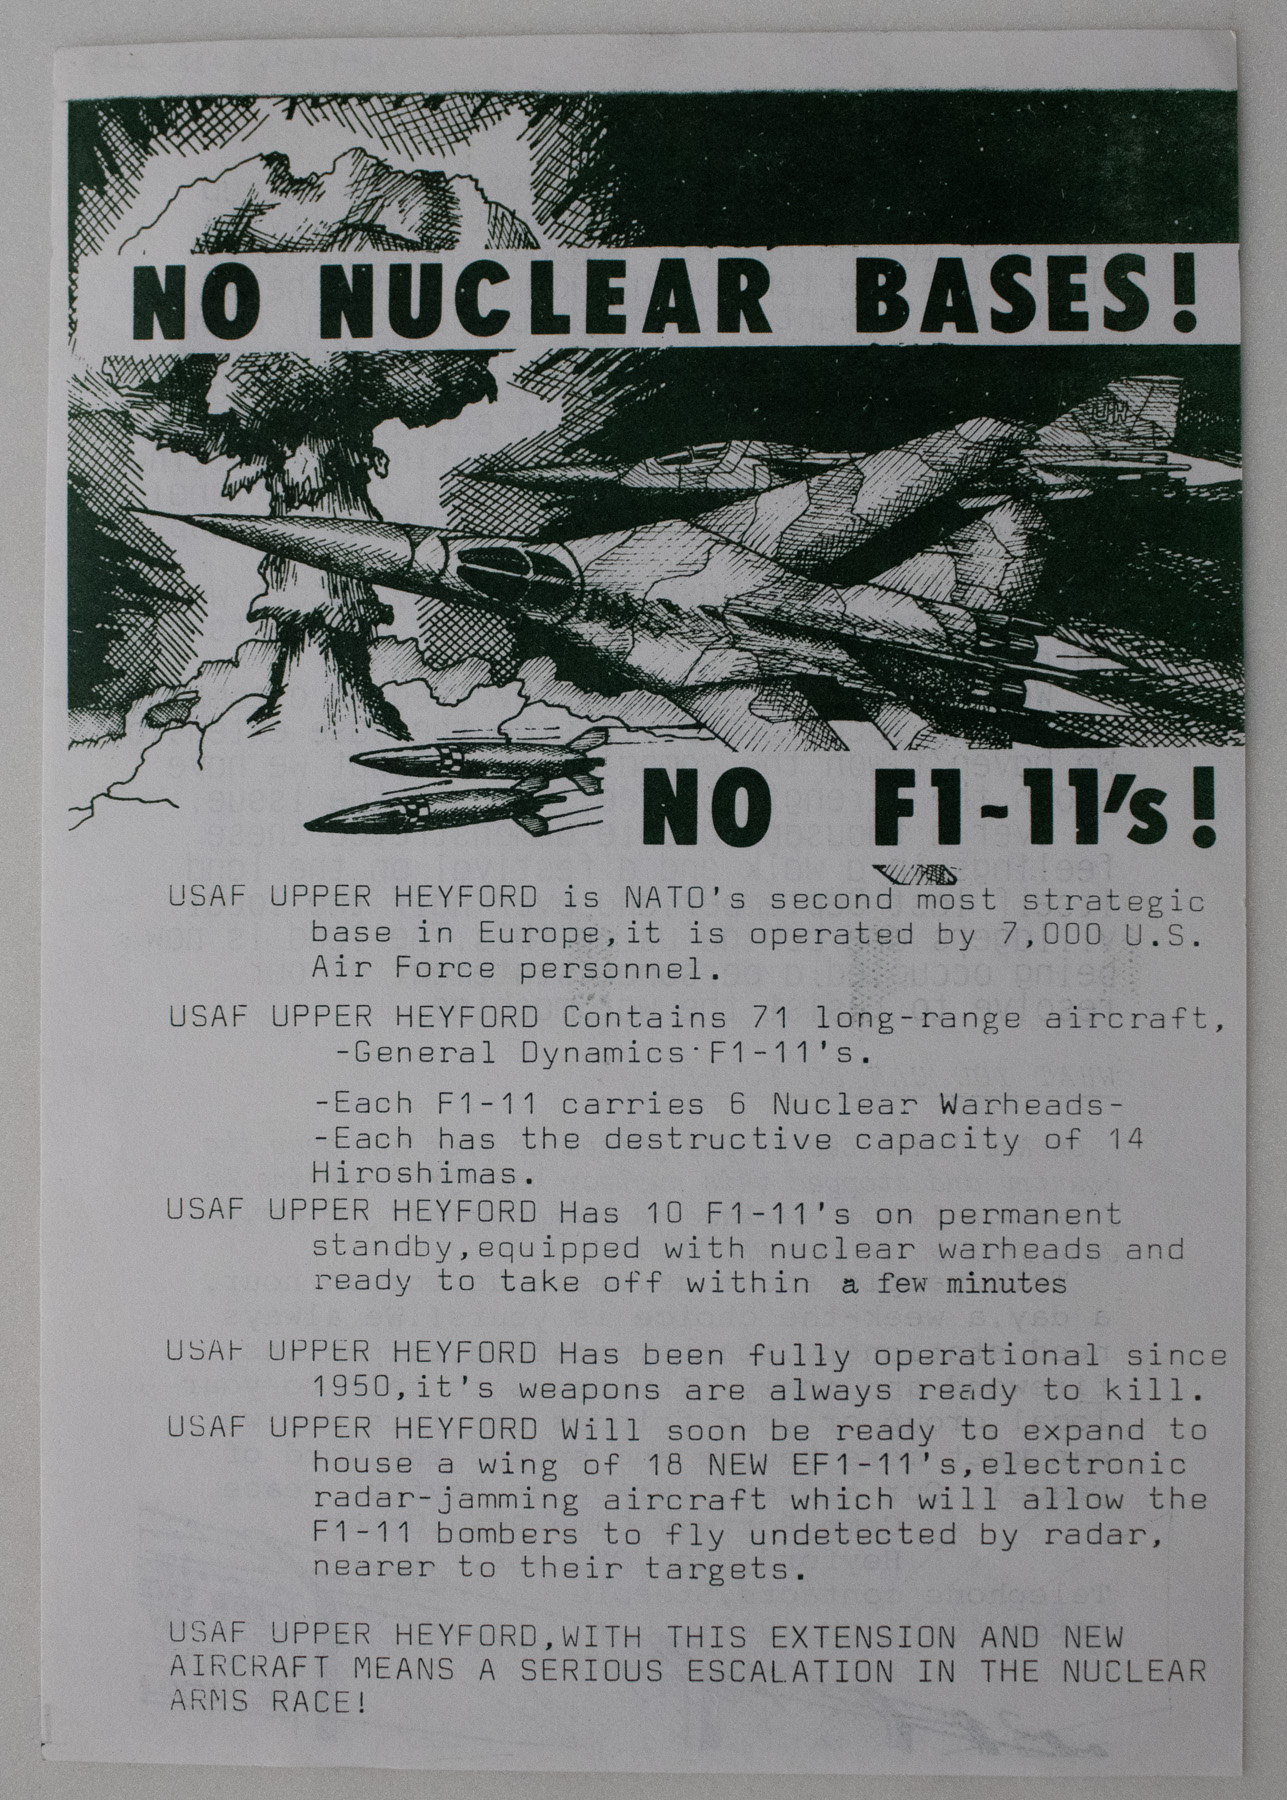 NO NUCLEAR BASES!
UH
NO F1-11's!
USAF UPPER HEYFORD is NATO's second most strategic
base in Europe,it is operated by 7,000 U.S.
Air Force personnel.
USAF UPPER HEYFORD Contains 71 long-range aircraft,
-General Dynamics F1-11's.
-Each F1-11 carries 6 Nuclear Warheads-
-Each has the destructive capacity of 14
Hiroshimas.
USAF UPPER HEYFORD Has 10 F1-11's on permanent
standby,equipped with nuclear warheads and
ready to take off within a few minutes
USAF UPPER HEYFORD Has been fully operational since
1950,it's weapons are always ready to kill.
USAF UPPER HEYFORD Will soon be ready to expand to
house a wing of 18 NEW EF1-11's,electronic
radar-jamming aircraft which will allow the
F1-11 bombers to fly undetected by radar,
nearer to their targets.
USAF UPPER HEYFORD,WITH THIS EXTENSION AND NEW
AIRCRAFT MEANS A SERIOUS ESCALATION IN THE NUCLEAR
ARMS RACE!